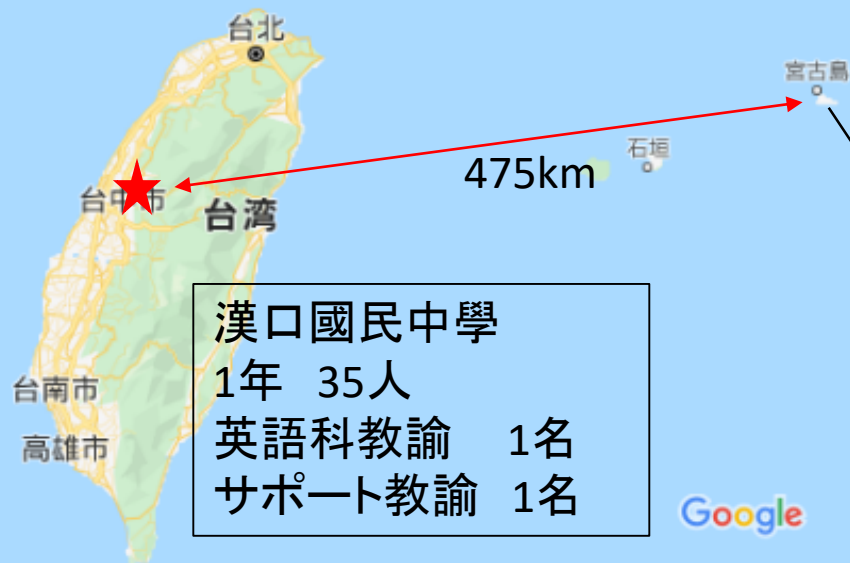 台北
宮古島
石垣
475km
台中市
台湾
漢口國民中學
1年 35人
英語科教諭 1名
サポート教諭 1名
台南市
高雄市
Google